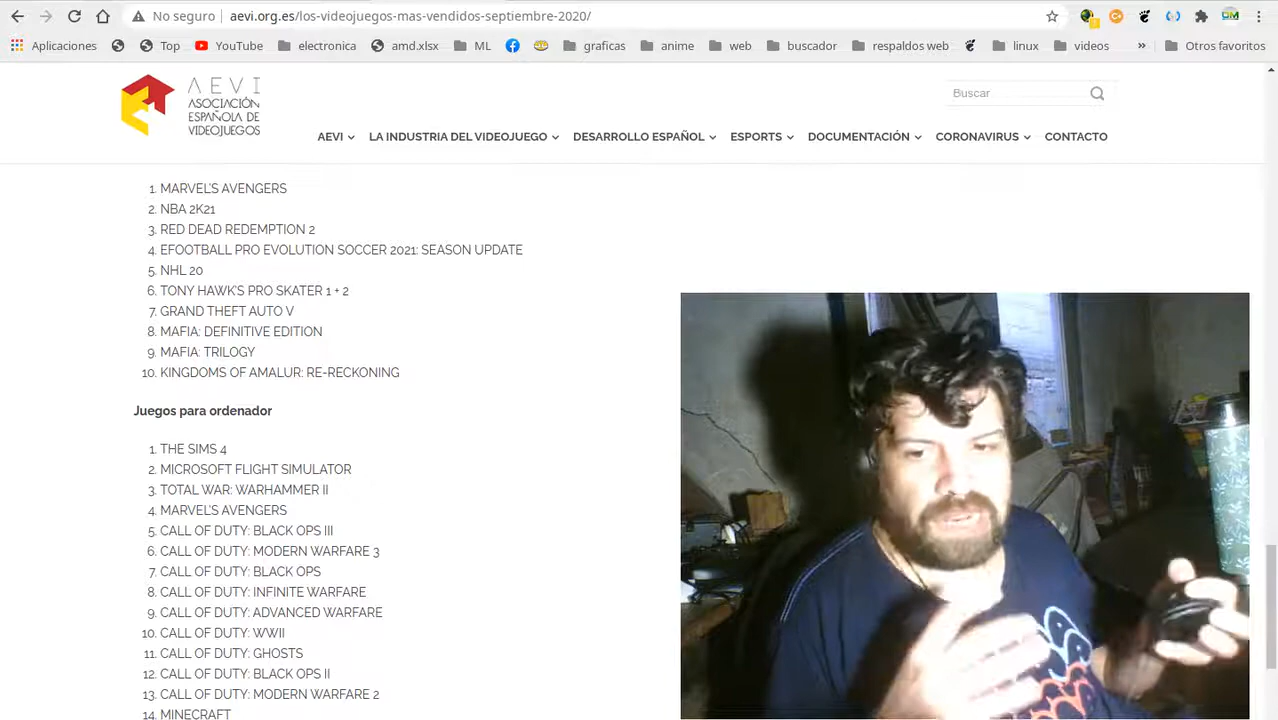 No seguro
aevi.org.es/los-videojuegos-mas-vendidos-septiembre-2020/
Aplicaciones
Top
YouTube
electronica
amd.xlsx
ML
graficas
anime
web
buscador
respaldos web
linux
videos
»
Otros favoritos
AEVI
ASOCIACIÓN
ESPAÑOLA DE
VIDEOJUEGOS
Buscar
AEVI
LA INDUSTRIA DEL VIDEOJUEGO
DESARROLLO ESPAÑOL
ESPORTS
DOCUMENTACIÓN
CORONAVIRUS
CONTACTO
1. MARVEL'S AVENGERS
2. NBA 2K21
3. RED DEAD REDEMPTION 2
4. EFOOTBALL PRO EVOLUTION SOCCER 2021: SEASON UPDATE
5. NHL 20
6. TONY HAWK'S PRO SKATER 1 + 2
7. GRAND THEFT AUTO V
8. MAFIA: DEFINITIVE EDITION
9. MAFIA: TRILOGY
10. KINGDOMS OF AMALUR: RE-RECKONING
Juegos para ordenador
1. THE SIMS 4
2. MICROSOFT FLIGHT SIMULATOR
3. TOTAL WAR: WARHAMMER II
4. MARVEL'S AVENGERS
5. CALL OF DUTY: BLACK OPS III
6. CALL OF DUTY: MODERN WARFARE 3
7. CALL OF DUTY: BLACK OPS
8. CALL OF DUTY: INFINITE WARFARE
9. CALL OF DUTY: ADVANCED WARFARE
10. CALL OF DUTY: WWII
11. CALL OF DUTY: GHOSTS
12. CALL OF DUTY: BLACK OPS II
13. CALL OF DUTY: MODERN WARFARE 2
14. MINECRAFT